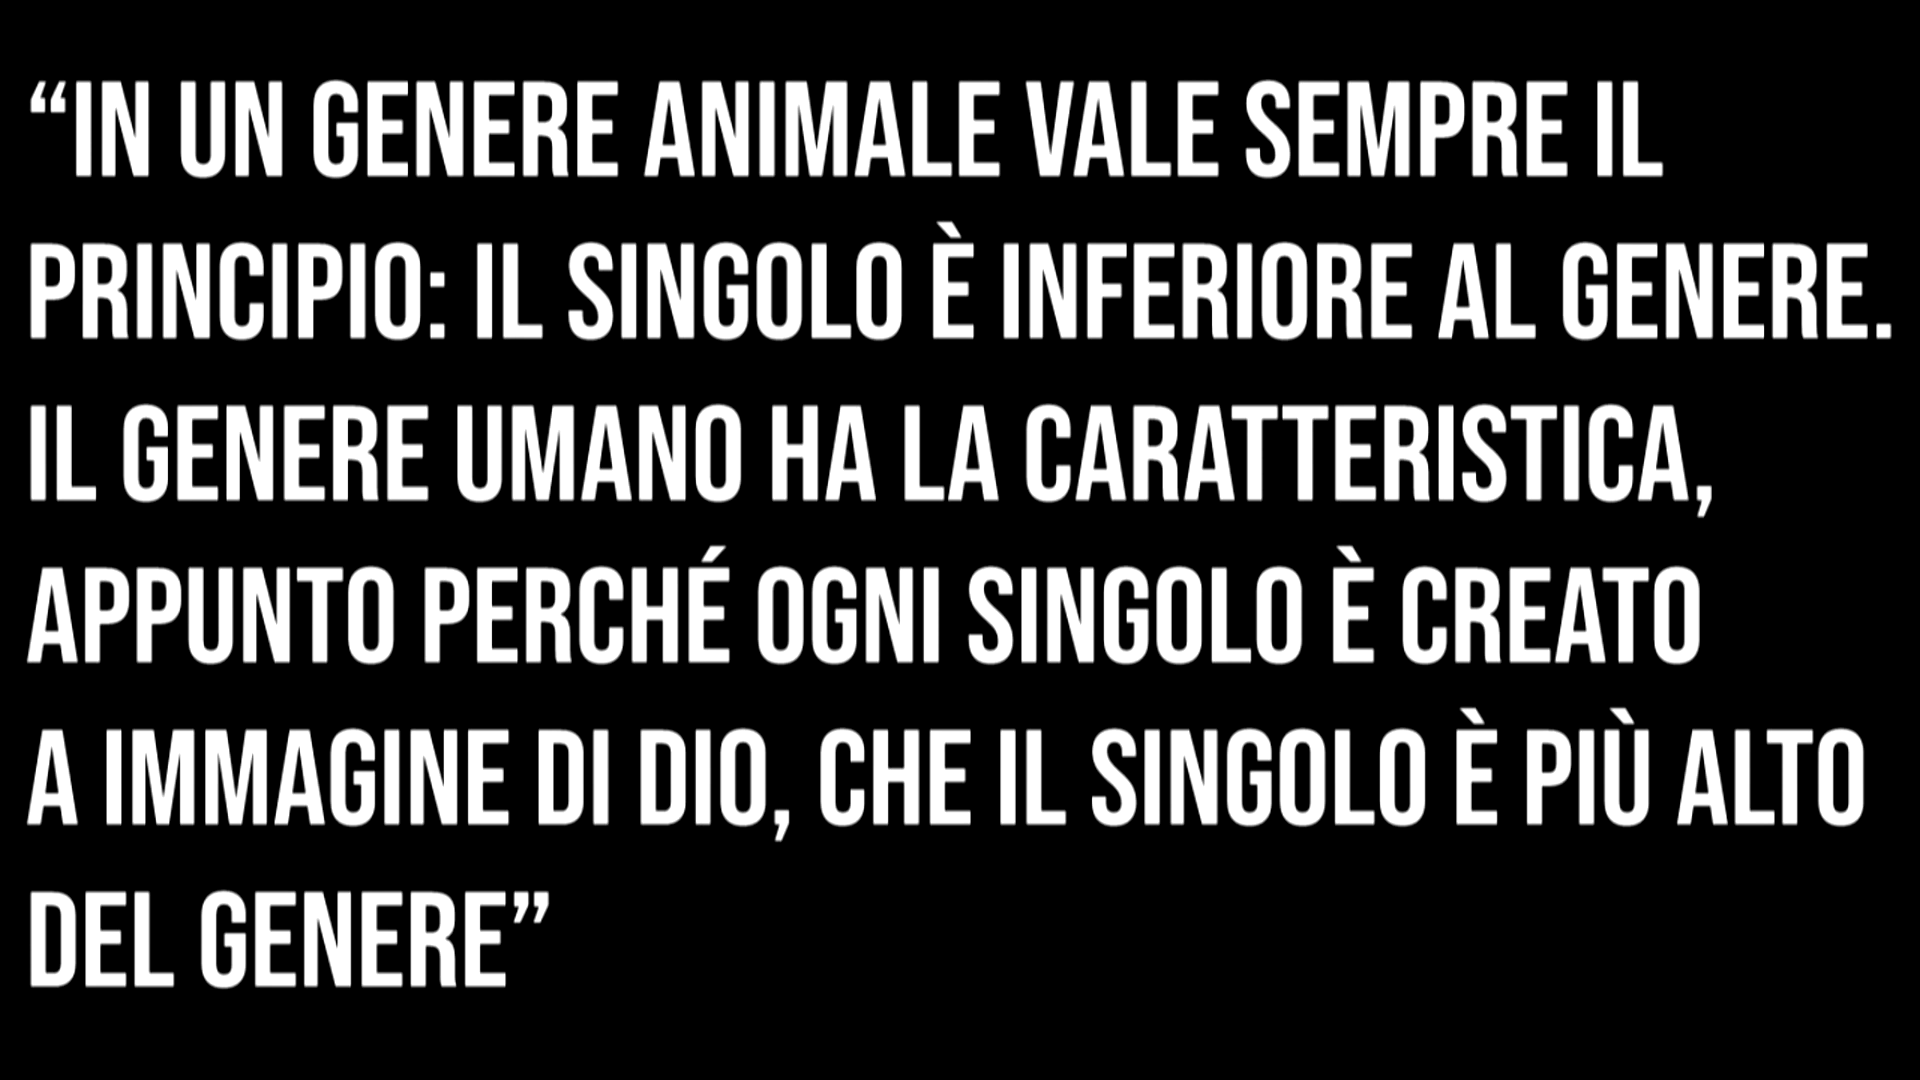 “IN UN GENERE ANIMALE VALE SEMPRE IL
PRINCIPIO: IL SINGOLO È INFERIORE AL GENERE.
IL GENERE UMANO HA LA CARATTERISTICA,
APPUNTO PERCHÉ OGNI SINGOLO È CREATO
A IMMAGINE DI DIO, CHE IL SINGOLO È PIÙ ALTO
DEL GENERE”